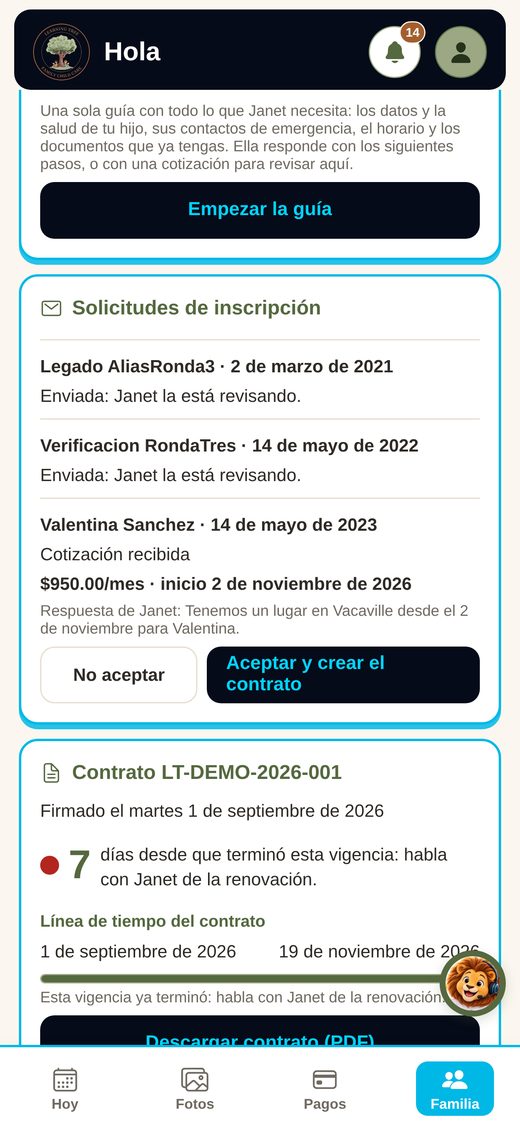 LEARNING TREE
FAMILY CHILDCARE
Hola
14
Una sola guía con todo lo que Janet necesita: los datos y la
salud de tu hijo, sus contactos de emergencia, el horario y los
documentos que ya tengas. Ella responde con los siguientes
pasos, o con una cotización para revisar aquí.
Empezar la guía
Solicitudes de inscripción
Legado AliasRonda3 · 2 de marzo de 2021
Enviada: Janet la está revisando.
Verificacion RondaTres · 14 de mayo de 2022
Enviada: Janet la está revisando.
Valentina Sanchez · 14 de mayo de 2023
Cotización recibida
$950.00/mes · inicio 2 de noviembre de 2026
Respuesta de Janet: Tenemos un lugar en Vacaville desde el 2
de noviembre para Valentina.
No aceptar
Aceptar y crear el
contrato
Contrato LT-DEMO-2026-001
Firmado el martes 1 de septiembre de 2026
7 días desde que terminó esta vigencia: habla
con Janet de la renovación.
Línea de tiempo del contrato
1 de septiembre de 2026 19 de noviembre de 2026
Esta vigencia ya terminó: habla con Janet de la renovación.
Descargar contrato (PDF)
Hoy
Fotos
Pagos
Familia